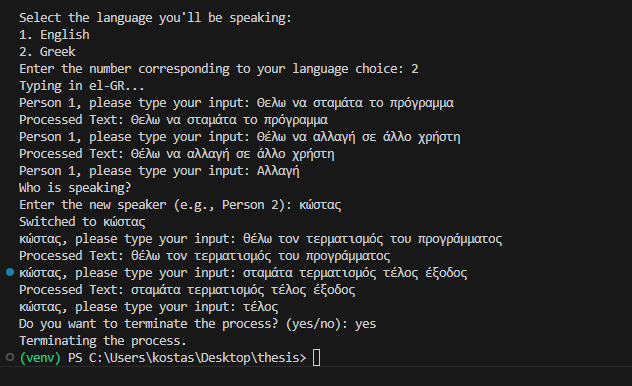 Select the language you'll be speaking:
1. English
2. Greek
Enter the number corresponding to your language choice: 2
Typing in el-GR...
Person 1, please type your input: Θελω να σταμάτα το πρόγραμμα
Processed Text: Θελω να σταμάτα το πρόγραμμα
Person 1, please type your input: Θέλω να αλλαγή σε άλλο χρήστη
Processed Text: Θέλω να αλλαγή σε άλλο χρήστη
Person 1, please type your input: Αλλαγή
Who is speaking?
Enter the new speaker (e.g., Person 2): κώστας
Switched to κώστας
κώστας, please type your input: θέλω τον τερματισμός του προγράμματος
Processed Text: θέλω τον τερματισμός του προγράμματος
κώστας, please type your input: σταμάτα τερματισμός τέλος έξοδος
Processed Text: σταμάτα τερματισμός τέλος έξοδος
κώστας, please type your input: τέλος
Do you want to terminate the process? (yes/no): yes
Terminating the process.
(venv) PS C:\Users\kostas\Desktop\thesis>